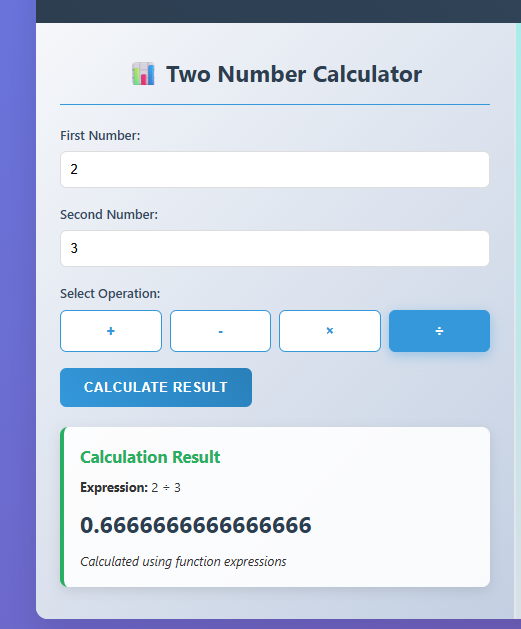 📊 Two Number Calculator
First Number:
2
Second Number:
3
Select Operation:
+ - × ÷
CALCULATE RESULT
Calculation Result
Expression: 2 ÷ 3
0.6666666666666666
Calculated using function expressions